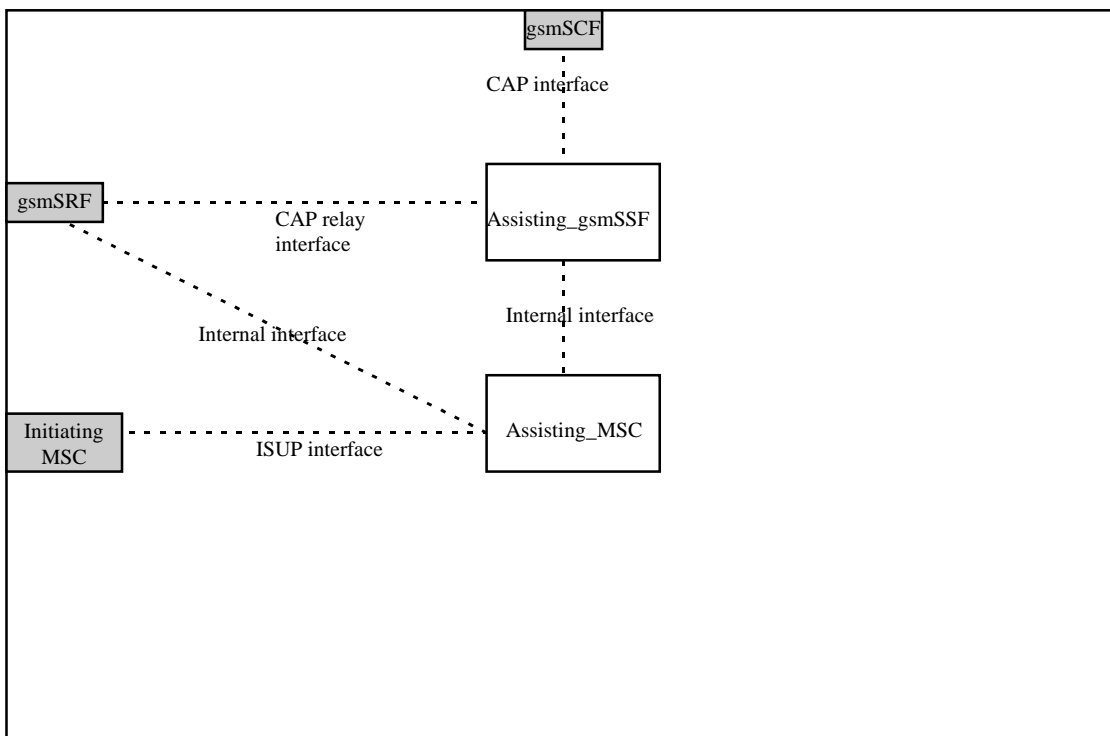 gsmSCF
CAP interface
gsmSRF
CAP relay
interface
Assisting_gsmSSF
Internal interface
Internal interface
Initiating
MSC
ISUP interface
Assisting_MSC